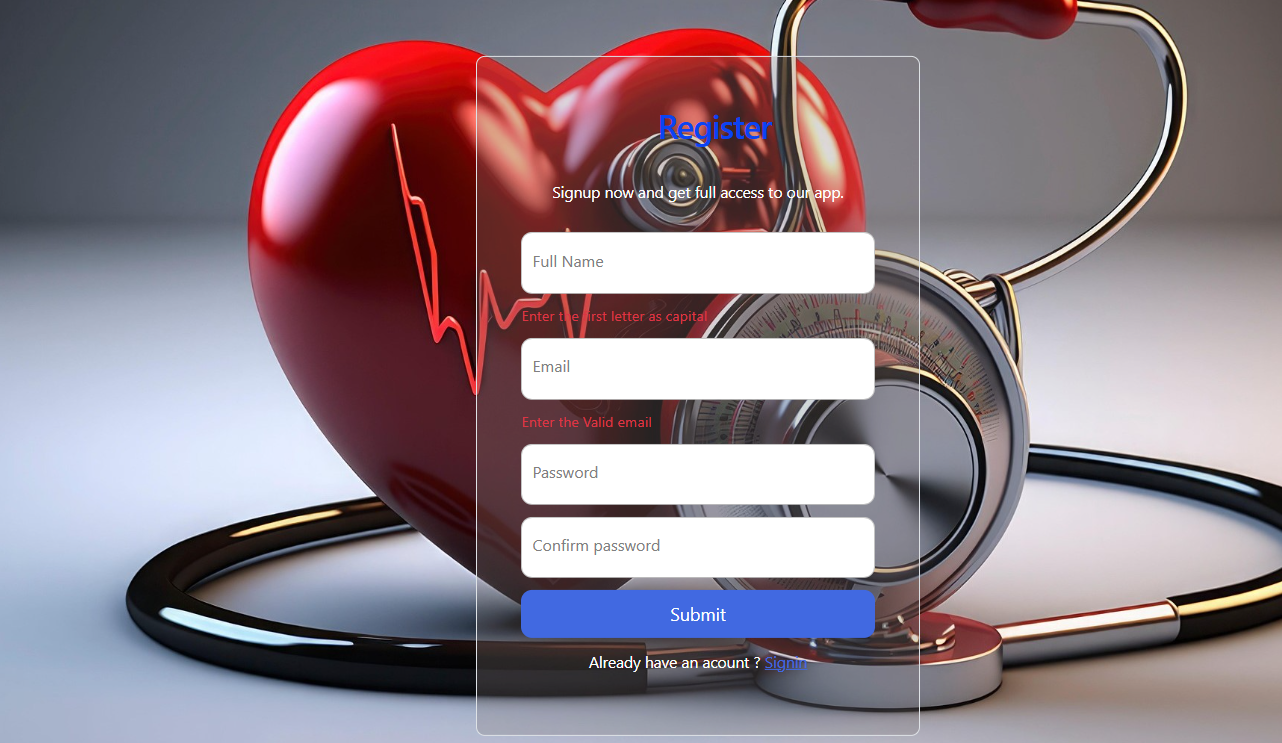 Register
Signup now and get full access to our app.
Full Name
Enter the first letter as capital
Email
Enter the Valid email
Password
Confirm password
Submit
Already have an acount ? Signin